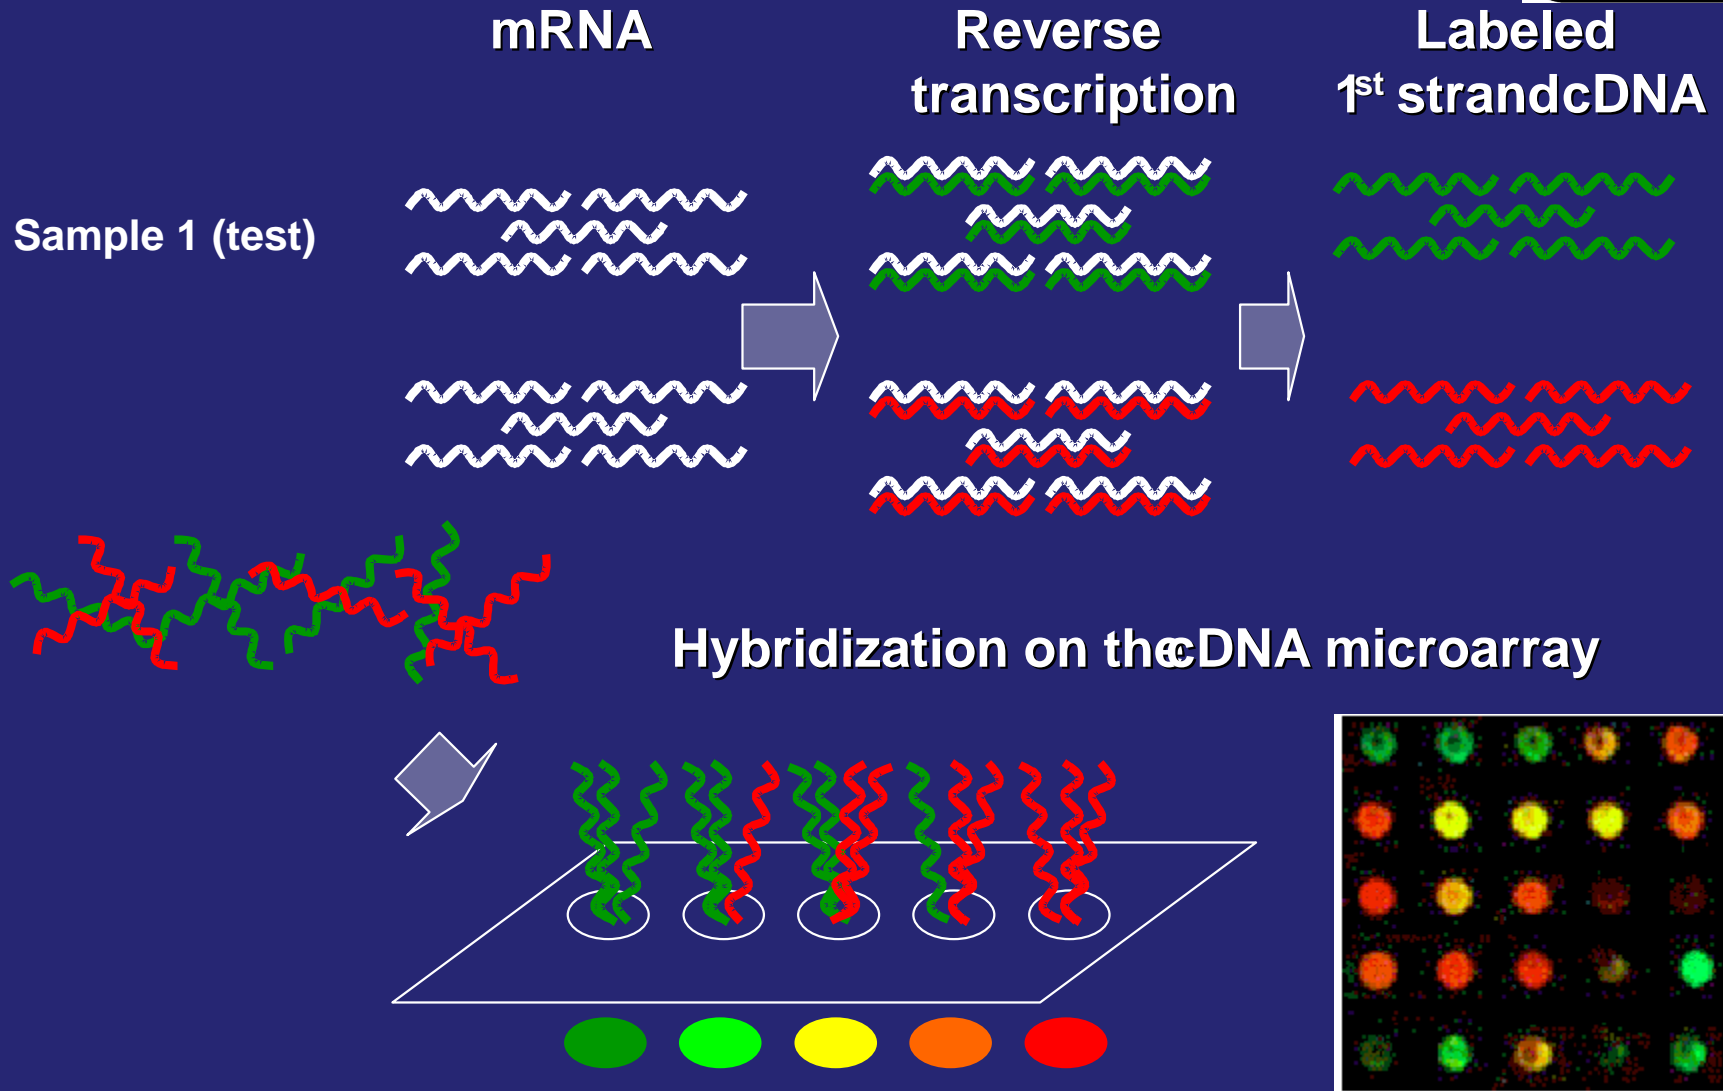 mRNA
Reverse
transcription
Labeled
1st strandcDNA
Sample 1 (test)
Hybridization on thecDNA microarray